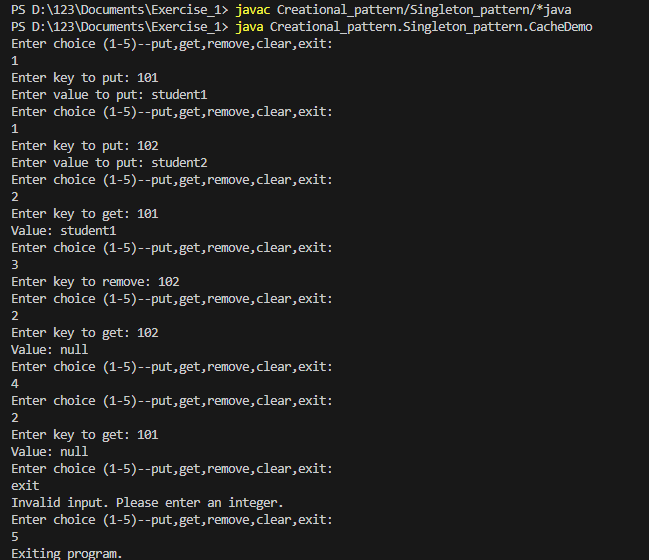 PS D:\123\Documents\Exercise_1> javac Creational_pattern/Singleton_pattern/*java
PS D:\123\Documents\Exercise_1> java Creational_pattern.Singleton_pattern.CacheDemo
Enter choice (1-5)--put,get,remove,clear,exit:
1
Enter key to put: 101
Enter value to put: student1
Enter choice (1-5)--put,get,remove,clear,exit:
1
Enter key to put: 102
Enter value to put: student2
Enter choice (1-5)--put,get,remove,clear,exit:
2
Enter key to get: 101
Value: student1
Enter choice (1-5)--put,get,remove,clear,exit:
3
Enter key to remove: 102
Enter choice (1-5)--put,get,remove,clear,exit:
2
Enter key to get: 102
Value: null
Enter choice (1-5)--put,get,remove,clear,exit:
4
Enter choice (1-5)--put,get,remove,clear,exit:
2
Enter key to get: 101
Value: null
Enter choice (1-5)--put,get,remove,clear,exit:
exit
Invalid input. Please enter an integer.
Enter choice (1-5)--put,get,remove,clear,exit:
5
Exiting program.